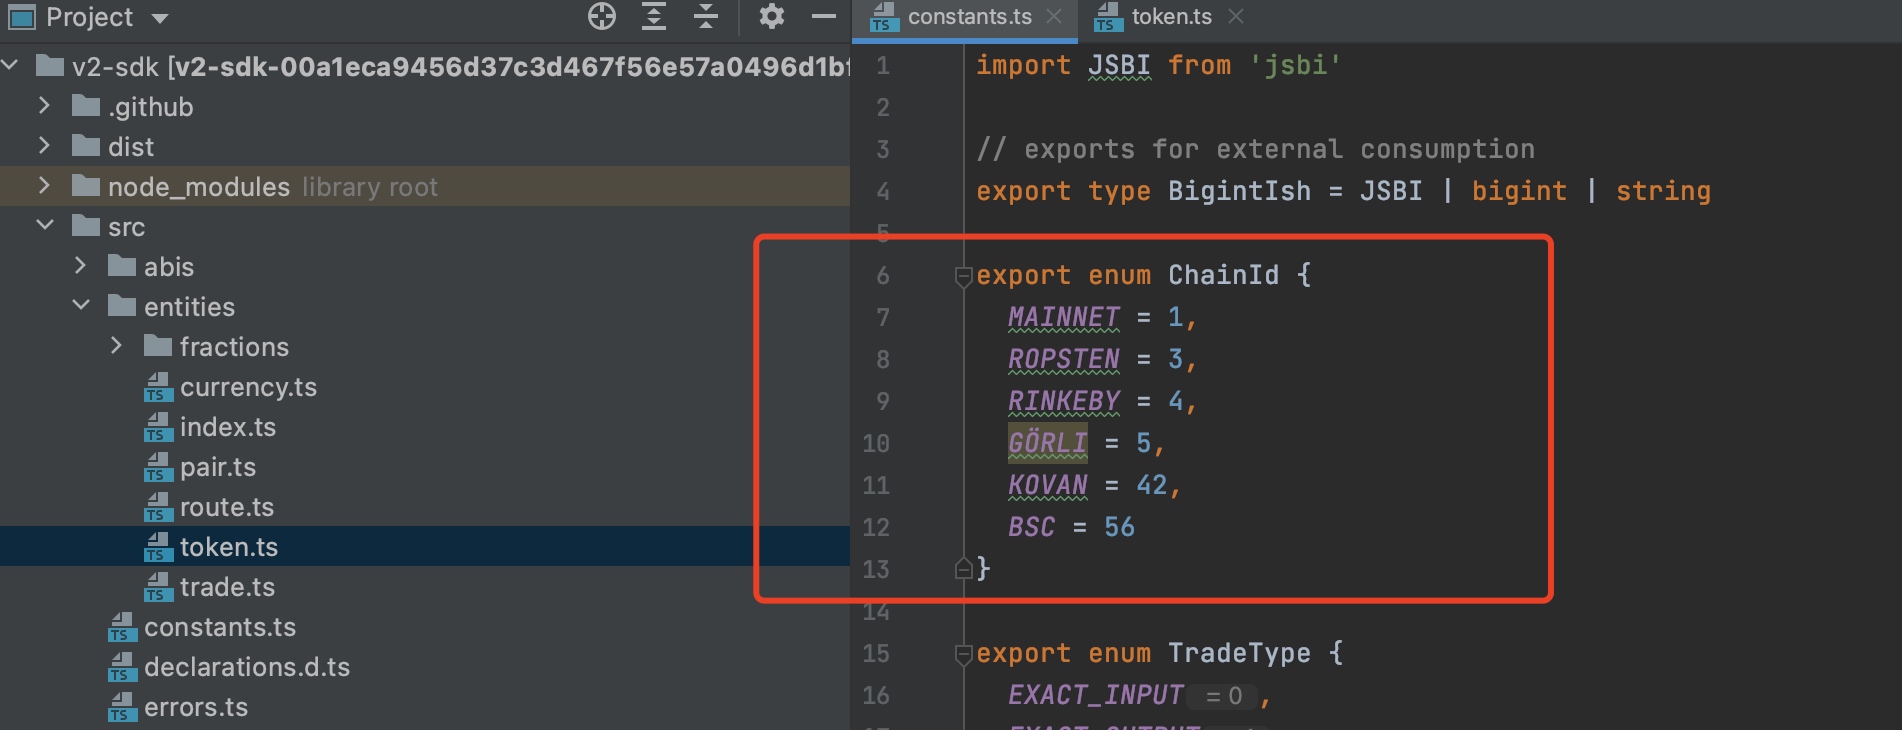 Project
v2-sdk [v2-sdk-00a1eca9456d37c3d467f56e57a0496d1bf
.github
dist
node_modules library root
src
abis
entities
fractions
TS currency.ts
TS index.ts
TS pair.ts
TS route.ts
TS token.ts
TS trade.ts
TS constants.ts
TS declarations.d.ts
TS errors.ts
TS constants.ts
TS token.ts
1 import JSBI from 'jsbi'
2
3 // exports for external consumption
4 export type BigintIsh = JSBI | bigint | string
5
6 export enum ChainId {
7 MAINNET = 1,
8 ROPSTEN = 3,
9 RINKEBY = 4,
10 GÖRLI = 5,
11 KOVAN = 42,
12 BSC = 56
13 }
14
15 export enum TradeType {
16 EXACT_INPUT = 0 ,